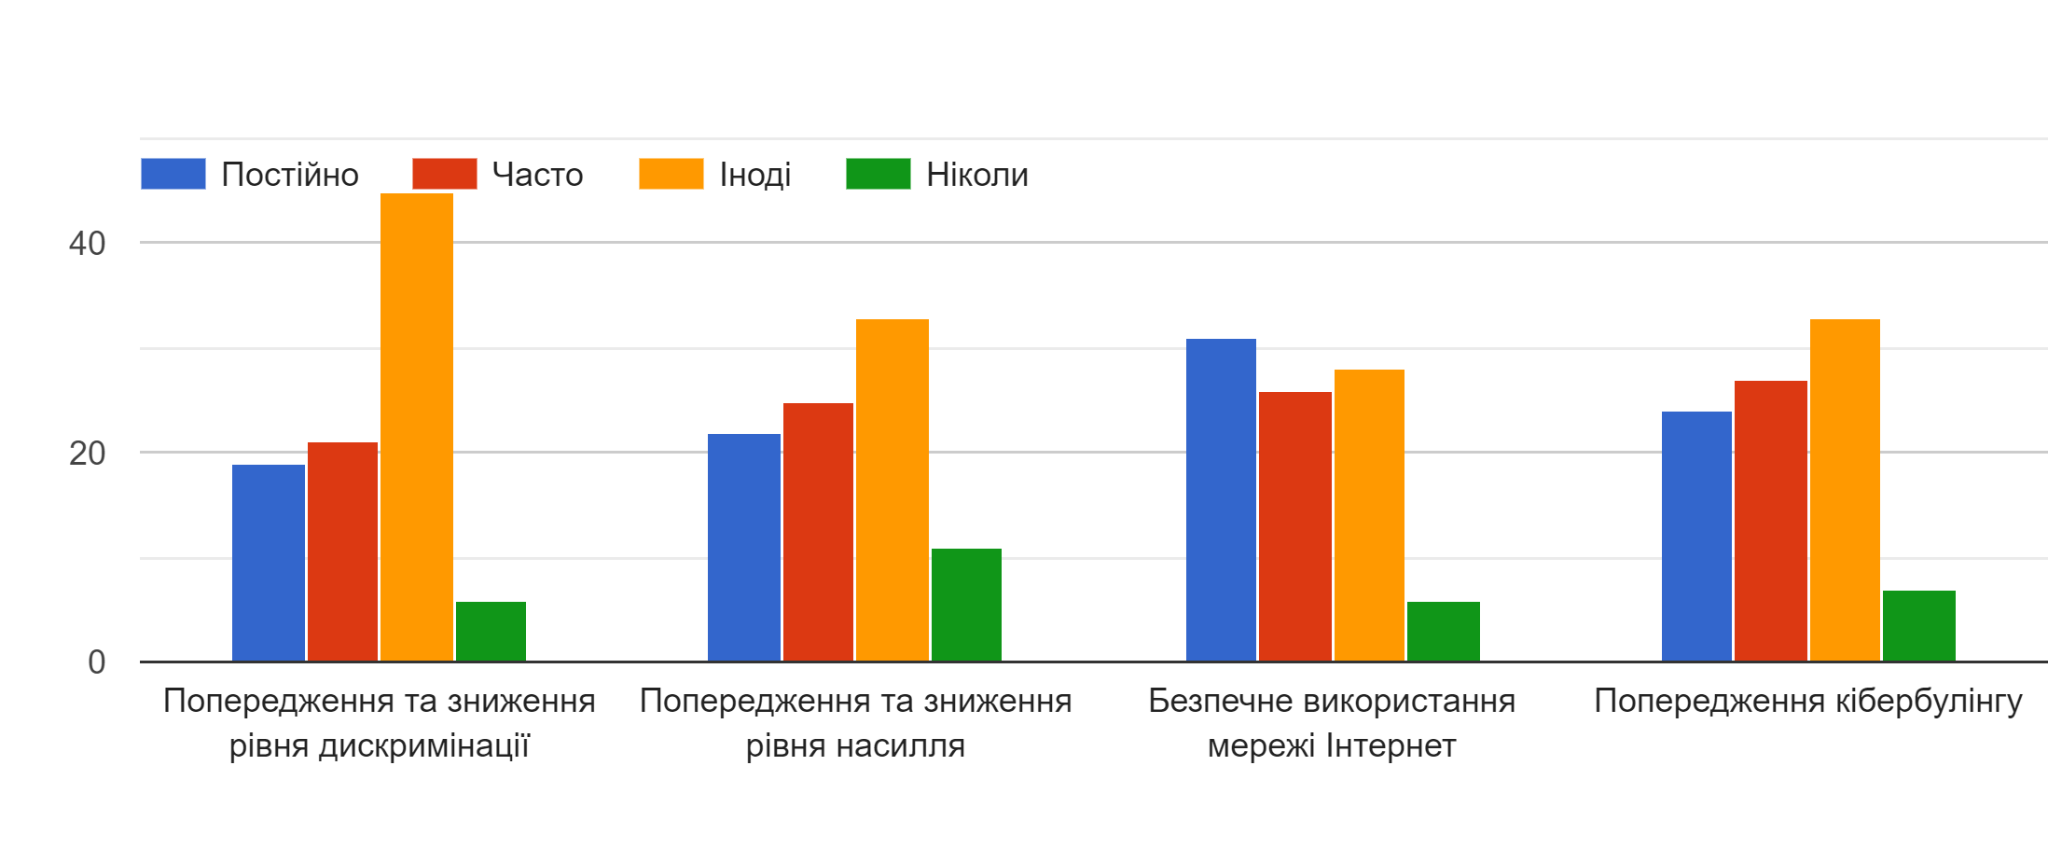 Постійно Часто Іноді Ніколи
40
20
0
Попередження та зниження рівня дискримінації
Попередження та зниження рівня насилля
Безпечне використання мережі Інтернет
Попередження кібербулінгу